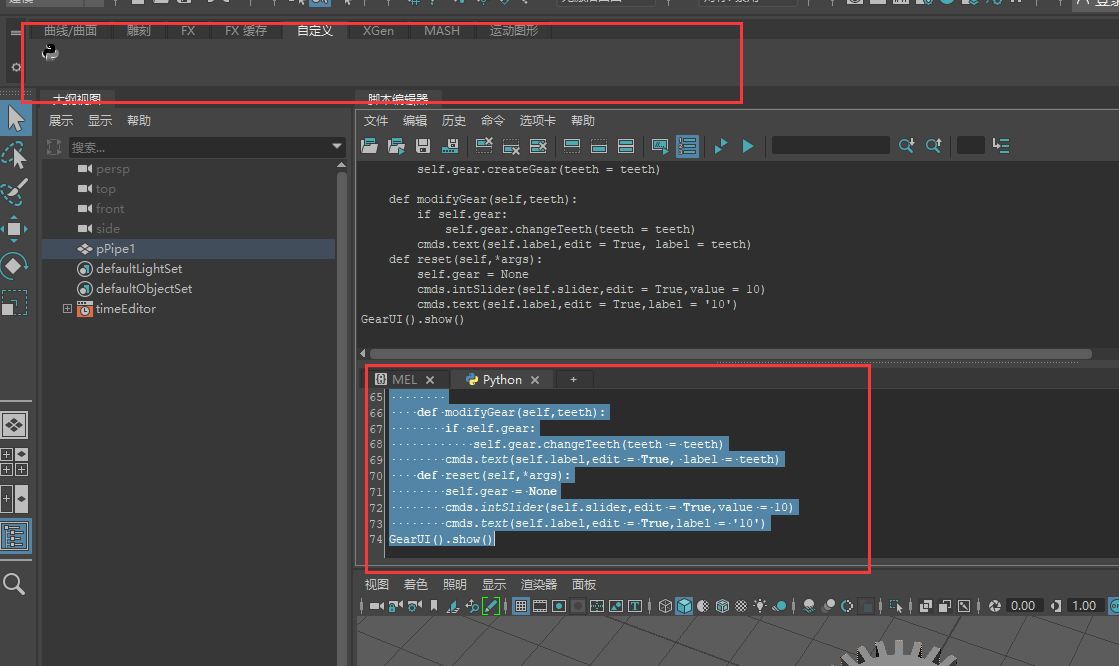 曲线/曲面 雕刻 FX FX 缓存 自定义 XGen MASH 运动图形
大纲视图
展示 显示 帮助
搜索...
persp
top
front
side
pPipe1
defaultLightSet
defaultObjectSet
timeEditor
脚本编辑器
文件 编辑 历史 命令 选项卡 帮助
self.gear.createGear(teeth = teeth)
def modifyGear(self,teeth):
if self.gear:
self.gear.changeTeeth(teeth = teeth)
cmds.text(self.label,edit = True, label = teeth)
def reset(self,*args):
self.gear = None
cmds.intSlider(self.slider,edit = True,value = 10)
cmds.text(self.label,edit = True,label = '10')
GearUI().show()
MEL Python +
65
66 def modifyGear(self,teeth):
67 if self.gear:
68 self.gear.changeTeeth(teeth = teeth)
69 cmds.text(self.label,edit = True, label = teeth)
70 def reset(self,*args):
71 self.gear = None
72 cmds.intSlider(self.slider,edit = True,value = 10)
73 cmds.text(self.label,edit = True,label = '10')
74 GearUI().show()
视图 着色 照明 显示 渲染器 面板
0.00 1.00